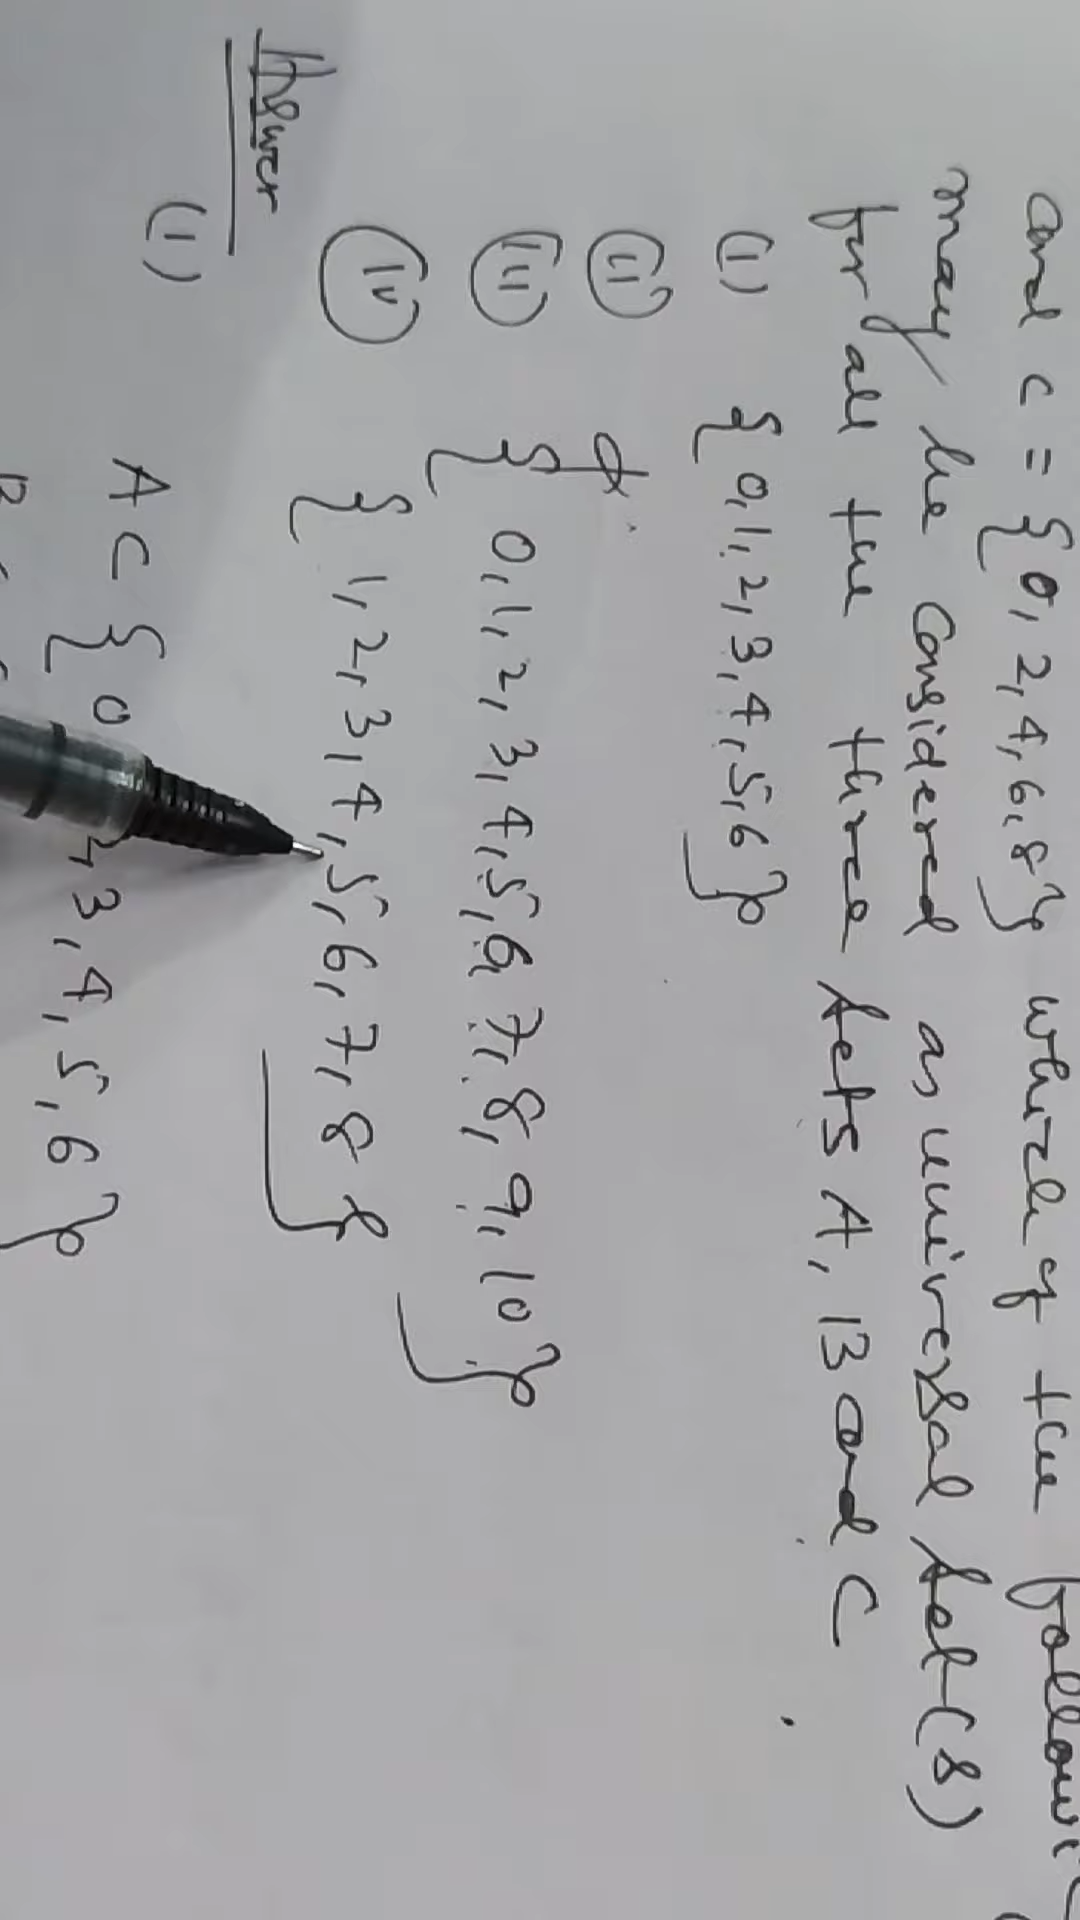 and C = {0, 2, 4, 6, 8} which of the followi
may be considered as universal set(s)
for all the three sets A, B and C
(i) {0, 1, 2, 3, 4, 5, 6}
(ii) ϕ
(iii) {0, 1, 2, 3, 4, 5, 6, 7, 8, 9, 10}
(iv) {1, 2, 3, 4, 5, 6, 7, 8}
Answer
(i)
A ⊂ {0 3, 4, 5, 6}